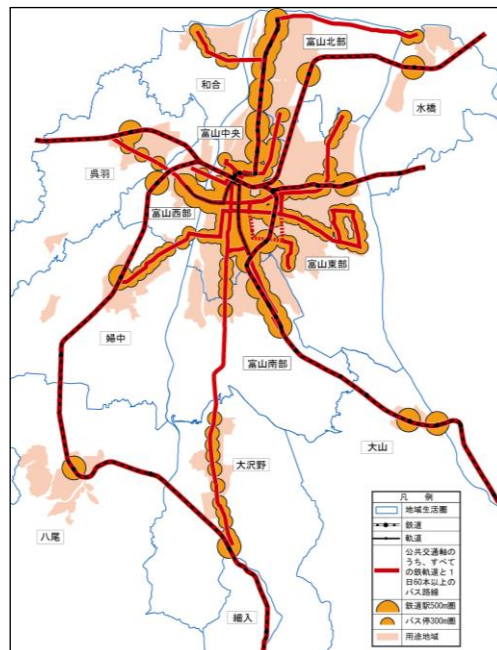 富山北部
和合
水橋
富山中央
呉羽
富山西部
富山東部
婦中
富山南部
大山
大沢野
八尾
細入
凡 例
地域生活圏
鉄道
軌道
公共交通軸の
うち、すべて
の鉄軌道と1
日60本以上の
バス路線
鉄道駅500m圏
バス停300m圏
用途地域